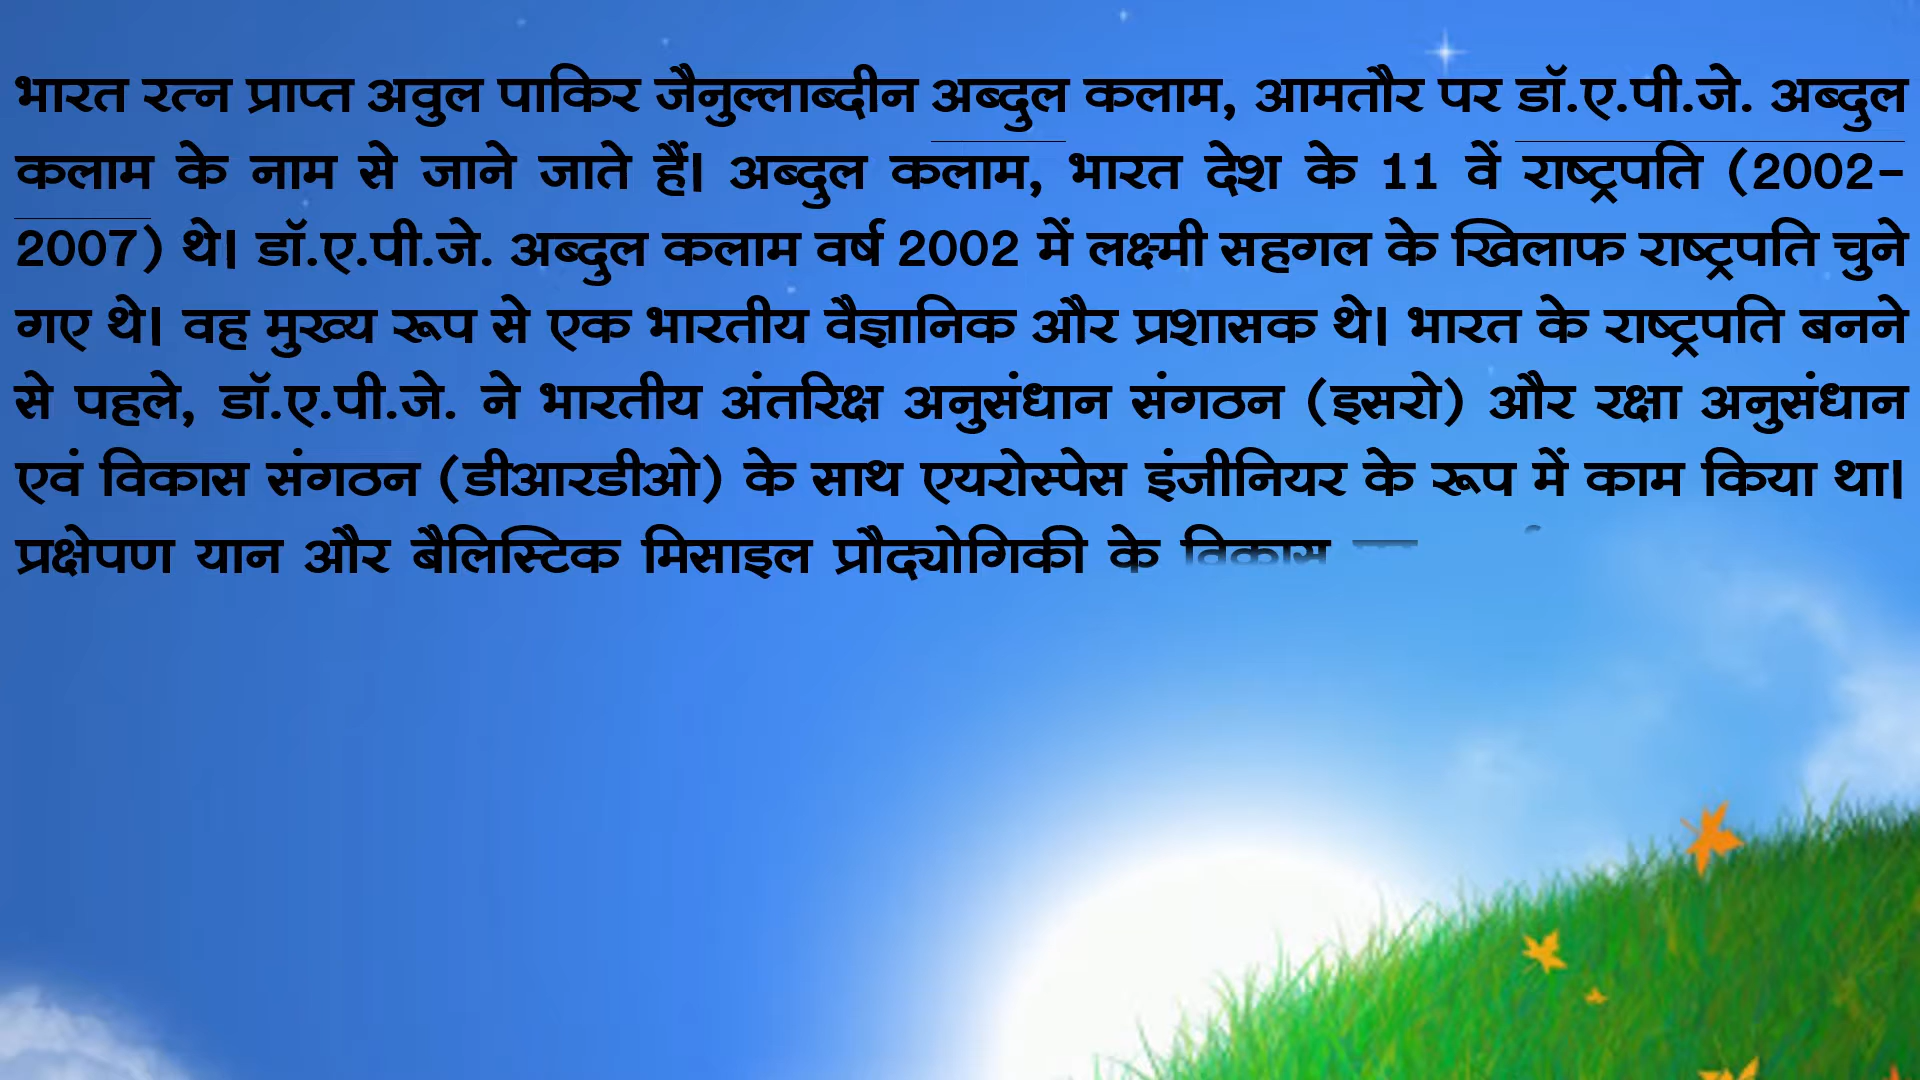 भारत रत्न प्राप्त अवुल पाकिर जैनुल्लाब्दीन अब्दुल कलाम, आमतौर पर डॉ.ए.पी.जे. अब्दुल
कलाम के नाम से जाने जाते हैं। अब्दुल कलाम, भारत देश के 11 वें राष्ट्रपति (2002-
2007) थे। डॉ.ए.पी.जे. अब्दुल कलाम वर्ष 2002 में लक्ष्मी सहगल के खिलाफ राष्ट्रपति चुने
गए थे। वह मुख्य रूप से एक भारतीय वैज्ञानिक और प्रशासक थे। भारत के राष्ट्रपति बनने
से पहले, डॉ.ए.पी.जे. ने भारतीय अंतरिक्ष अनुसंधान संगठन (इसरो) और रक्षा अनुसंधान
एवं विकास संगठन (डीआरडीओ) के साथ एयरोस्पेस इंजीनियर के रूप में काम किया था।
प्रक्षेपण यान और बैलिस्टिक मिसाइल प्रौद्योगिकी के विकास